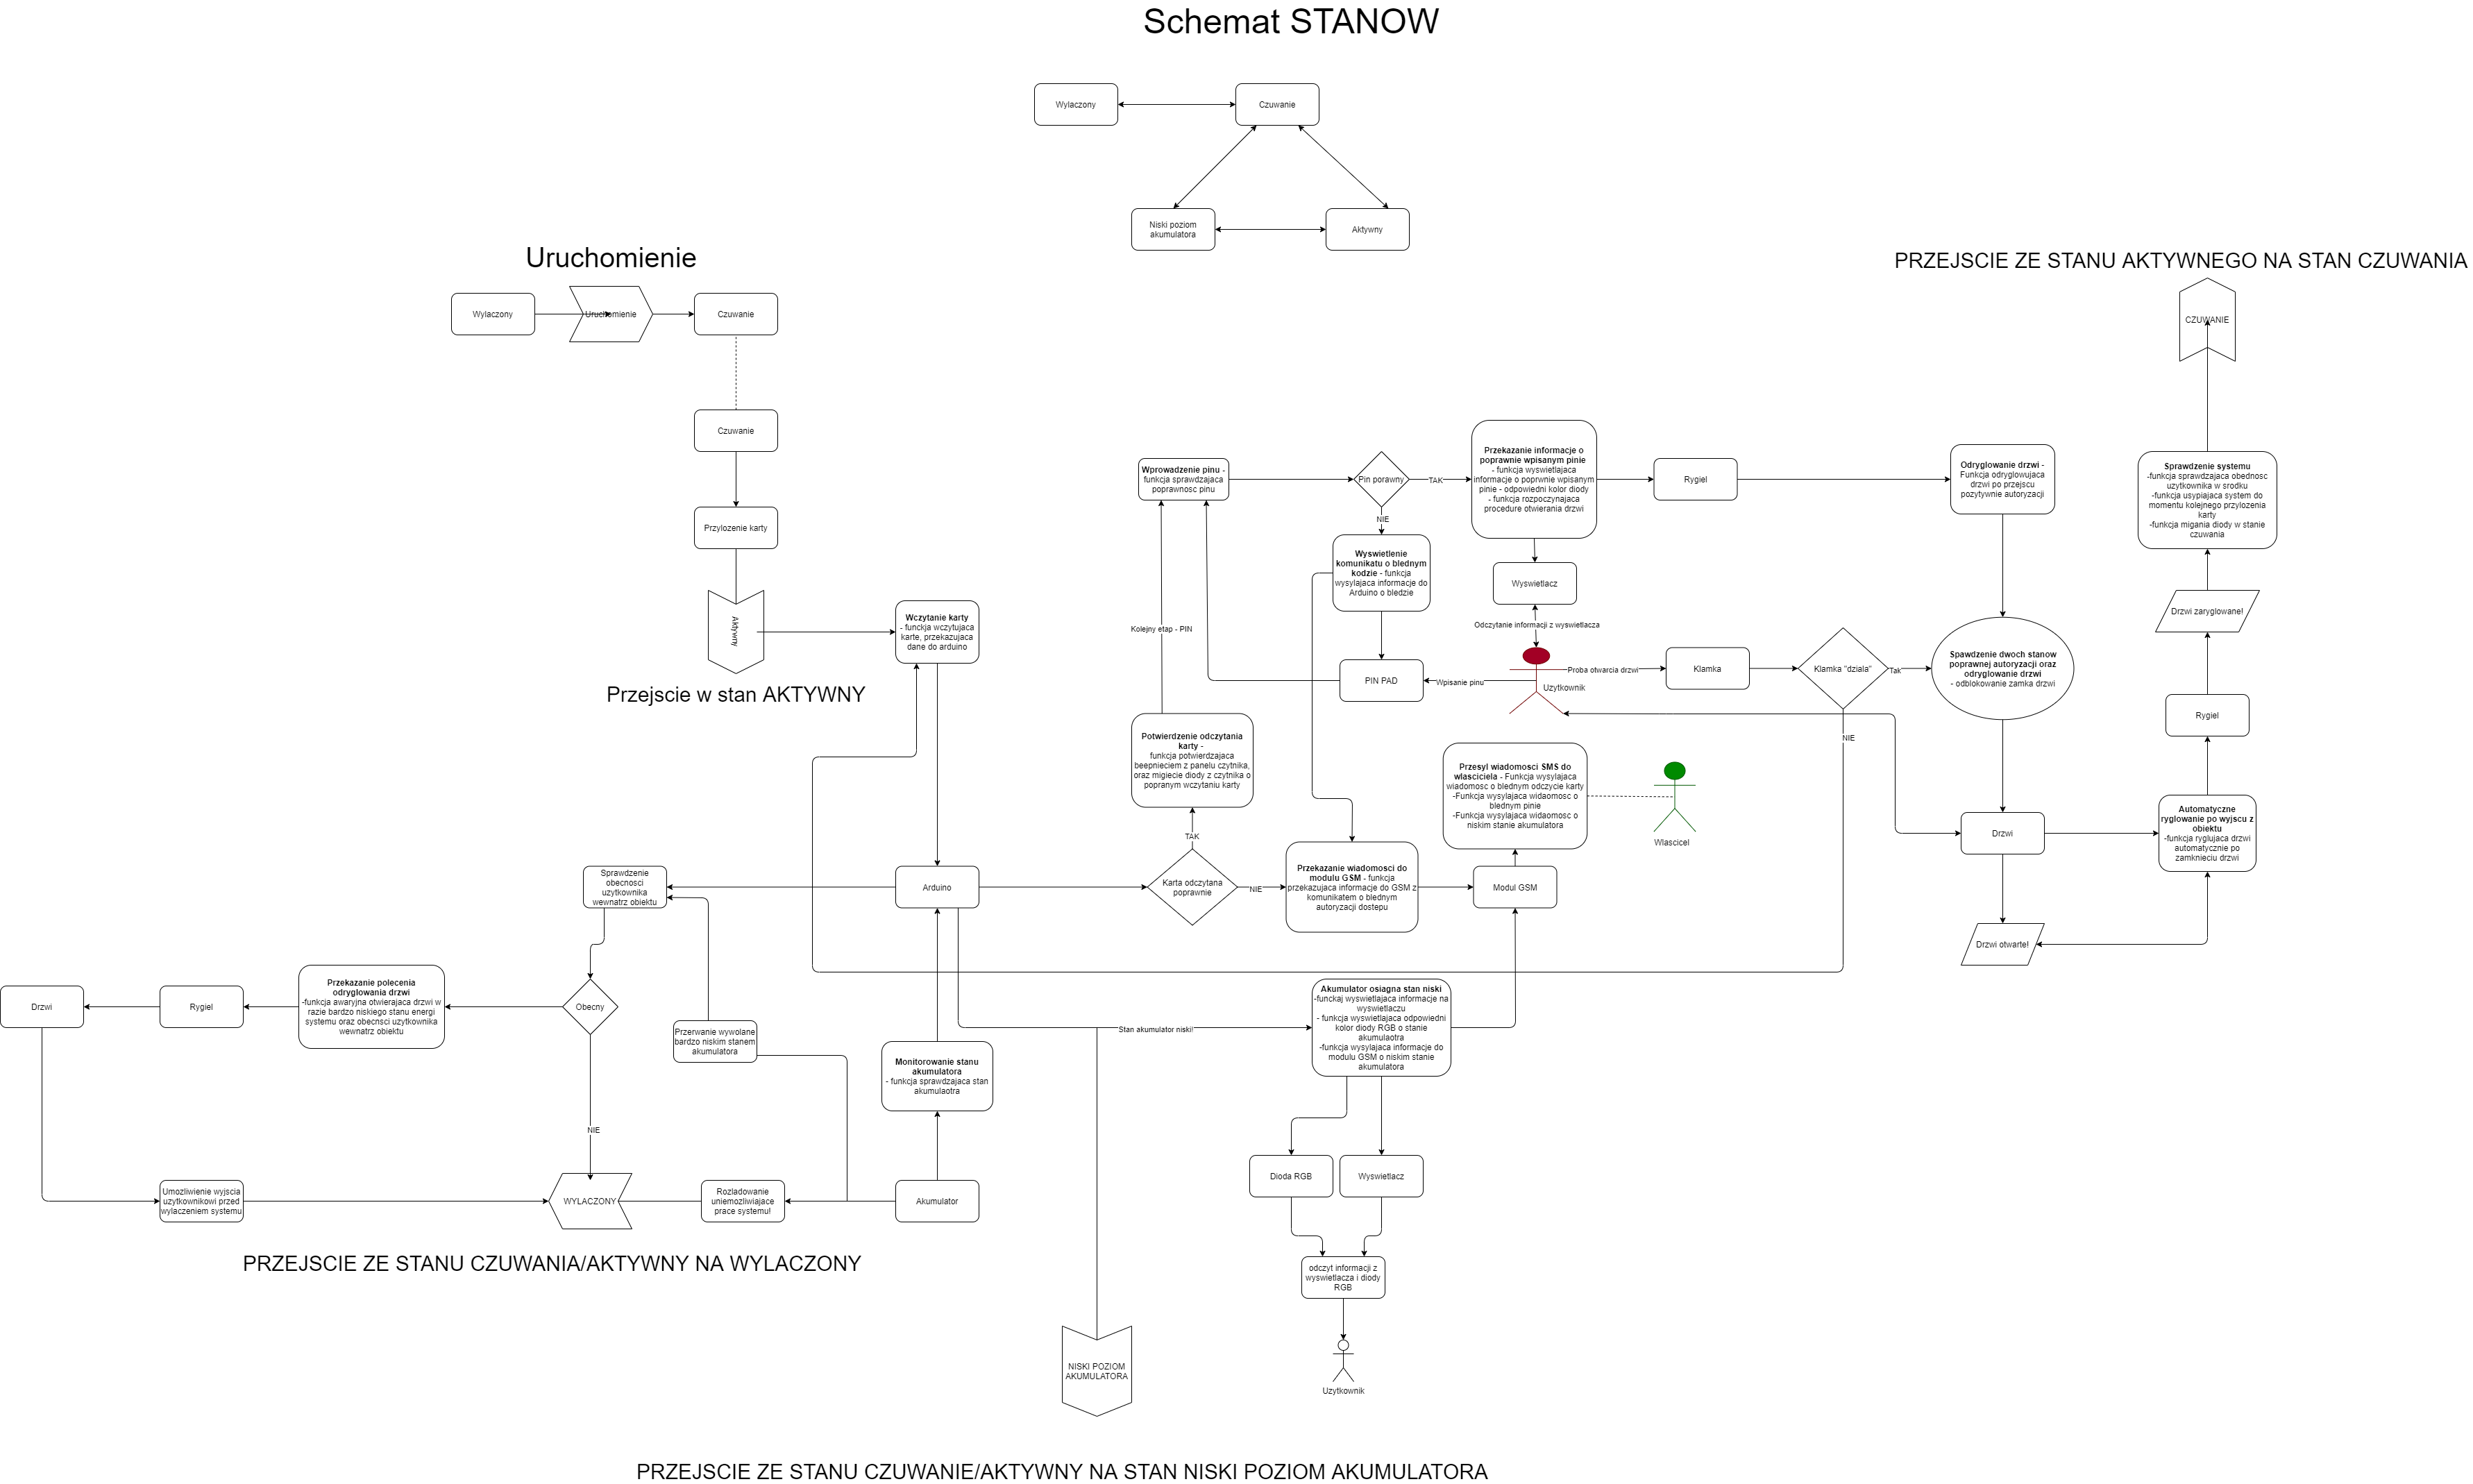 Schemat STANOW
Wylaczony
Czuwanie
Niski poziom
akumulatora
Aktywny
Uruchomienie
Wylaczony
Uruchomienie
Czuwanie
Czuwanie
Przylozenie karty
Aktywny
Przejscie w stan AKTYWNY
PRZEJSCIE ZE STANU AKTYWNEGO NA STAN CZUWANIA
CZUWANIE
Sprawdzenie systemu
-funkcja sprawdzajaca obednosc
uzytkownika w srodku
-funkcja usypiajaca system do
momentu kolejnego przylozenia
karty
-funkcja migania diody w stanie
czuwania
Drzwi zaryglowane!
Rygiel
Automatyczne
ryglowanie po wyjscu z
obiektu
-funkcja ryglujaca drzwi
automatycznie po
zamknieciu drzwi
Wprowadzenie pinu -
funkcja sprawdzajaca
poprawnosc pinu
Pin porawny
TAK
NIE
Przekazanie informacje o
poprawnie wpisanym pinie
- funkcja wyswietlajaca
informacje o poprwnie wpisanym
pinie - odpowiedni kolor diody
- funkcja rozpoczynajaca
procedure otwierania drzwi
Rygiel
Odryglowanie drzwi -
Funkcja odryglowujaca
drzwi po przejscu
pozytywnie autoryzacji
Wyswietlenie
komunikatu o blednym
kodzie - funkcja
wysylajaca informacje do
Arduino o bledzie
Wyswietlacz
Odczytanie informacji z wyswietlacza
Kolejny etap - PIN
PIN PAD
Wpisanie pinu
Uzytkownik
Proba otwarcia drzwi
Klamka
Klamka "dziala"
Tak
NIE
Spawdzenie dwoch stanow
poprawnej autoryzacji oraz
odryglowanie drzwi
- odblokowanie zamka drzwi
Drzwi
Drzwi otwarte!
Wczytanie karty
- funckja wczytujaca
karte, przekazujaca
dane do arduino
Potwierdzenie odczytania
karty -
funkcja potwierdzajaca
beepnieciem z panelu czytnika,
oraz migiecie diody z czytnika o
popranym wczytaniu karty
TAK
Karta odczytana
poprawnie
NIE
Przekazanie wiadomosci do
modulu GSM - funkcja
przekazujaca informacje do GSM z
komunikatem o blednym
autoryzacji dostepu
Modul GSM
Przesyl wiadomosci SMS do
wlasciciela - Funkcja wysylajaca
wiadomosc o blednym odczycie karty
-Funkcja wysylajaca widaomosc o
blednym pinie
-Funkcja wysylajaca widaomosc o
niskim stanie akumulatora
Wlascicel
Arduino
Sprawdzenie
obecnosci
uzytkownika
wewnatrz obiektu
Obecny
NIE
Przekazanie polecenia
odryglowania drzwi
-funkcja awaryjna otwierajaca drzwi w
razie bardzo niskiego stanu energi
systemu oraz obecnsci uzytkownika
wewnatrz obiektu
Rygiel
Drzwi
Umozliwienie wyjscia
uzytkownikowi przed
wylaczeniem systemu
WYLACZONY
Rozladowanie
uniemozliwiajace
prace systemu!
Akumulator
Przerwanie wywolane
bardzo niskim stanem
akumulatora
Monitorowanie stanu
akumulatora
- funkcja sprawdzajaca stan
akumulaotra
Stan akumulator niski!
Akumulator osiagna stan niski
-funckaj wyswietlajaca informacje na
wyswietlaczu
- funkcja wyswietlajaca odpowiedni
kolor diody RGB o stanie
akumulaotra
-funkcja wysylajaca informacje do
modulu GSM o niskim stanie
akumulatora
Dioda RGB
Wyswietlacz
odczyt informacji z
wyswietlacza i diody
RGB
Uzytkownik
NISKI POZIOM
AKUMULATORA
PRZEJSCIE ZE STANU CZUWANIA/AKTYWNY NA WYLACZONY
PRZEJSCIE ZE STANU CZUWANIE/AKTYWNY NA STAN NISKI POZIOM AKUMULATORA